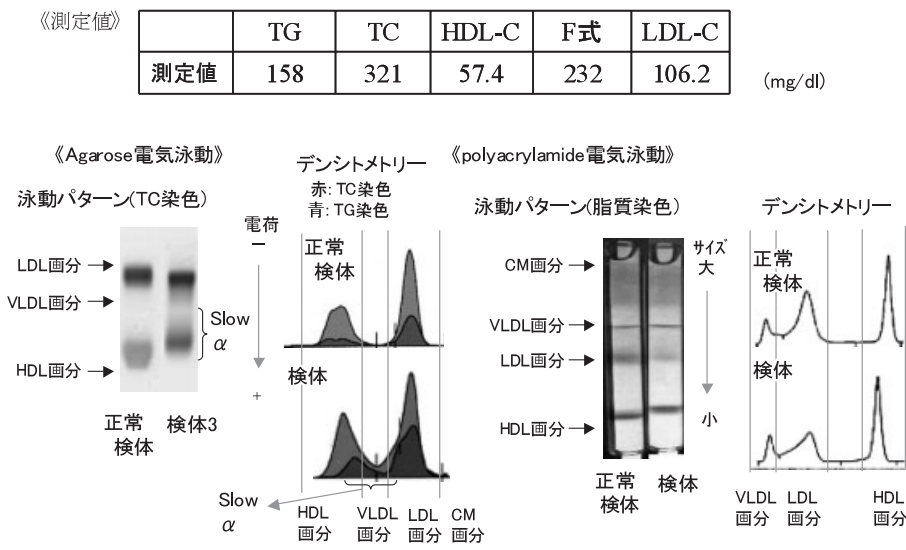 《測定値》
TG TC HDL-C F式 LDL-C
測定値 158 321 57.4 232 106.2
(mg/dl)
《Agarose電気泳動》
泳動パターン(TC染色)
LDL画分
VLDL画分
HDL画分
Slow
α
正常
検体
検体3
デンシトメトリー
赤: TC染色
青: TG染色
電荷
ー
+
正常
検体
検体
Slow
α
HDL
画分
VLDL
画分
LDL
画分
CM
画分
《polyacrylamide電気泳動》
泳動パターン(脂質染色)
CM画分
VLDL画分
LDL画分
HDL画分
サイズ
大
小
正常
検体
検体
デンシトメトリー
正常
検体
検体
VLDL
画分
LDL
画分
HDL
画分